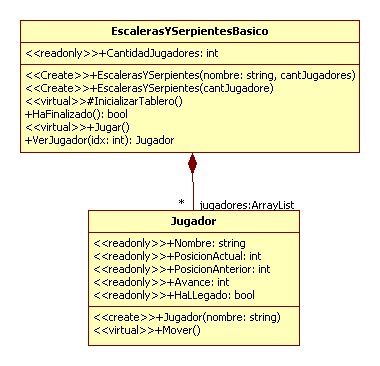 EscalerasYSerpientesBasico
<<readonly>>+CantidadJugadores: int
<<Create>>+EscalerasYSerpientes(nombre: string, cantJugadores)
<<Create>>+EscalerasYSerpientes(cantJugadore)
<<virtual>>#InicializarTablero()
+HaFinalizado(): bool
<<virtual>>+Jugar()
+VerJugador(idx: int): Jugador
* jugadores:ArrayList
Jugador
<<readonly>>+Nombre: string
<<readonly>>+PosicionActual: int
<<readonly>>+PosicionAnterior: int
<<readonly>>+Avance: int
<<readonly>>+HaLLegado: bool
<<create>>+Jugador(nombre: string)
<<virtual>>+Mover()